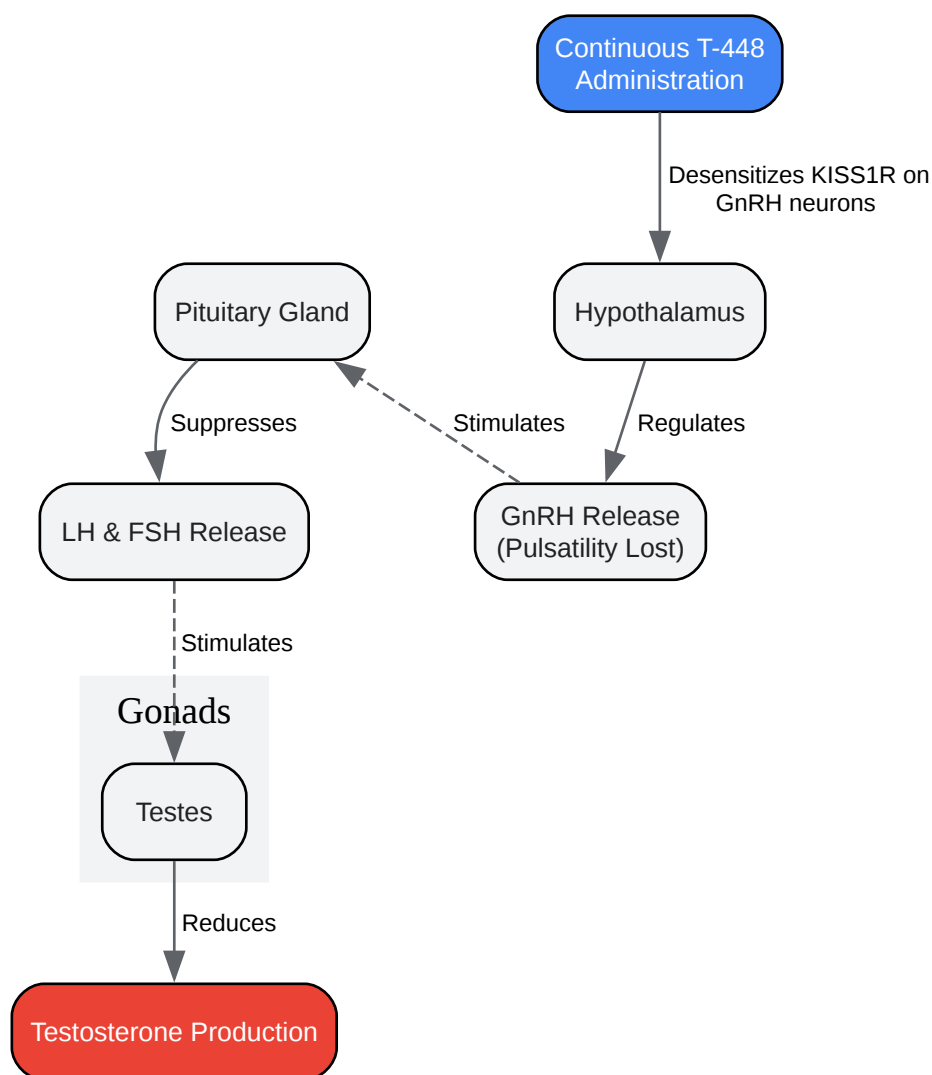 Continuous T-448
Administration
Desensitizes KISS1R on
GnRH neurons
Pituitary Gland
Hypothalamus
Suppresses
Stimulates
Regulates
LH & FSH Release
GnRH Release
(Pulsatility Lost)
Stimulates
Gonads
Testes
Reduces
Testosterone Production